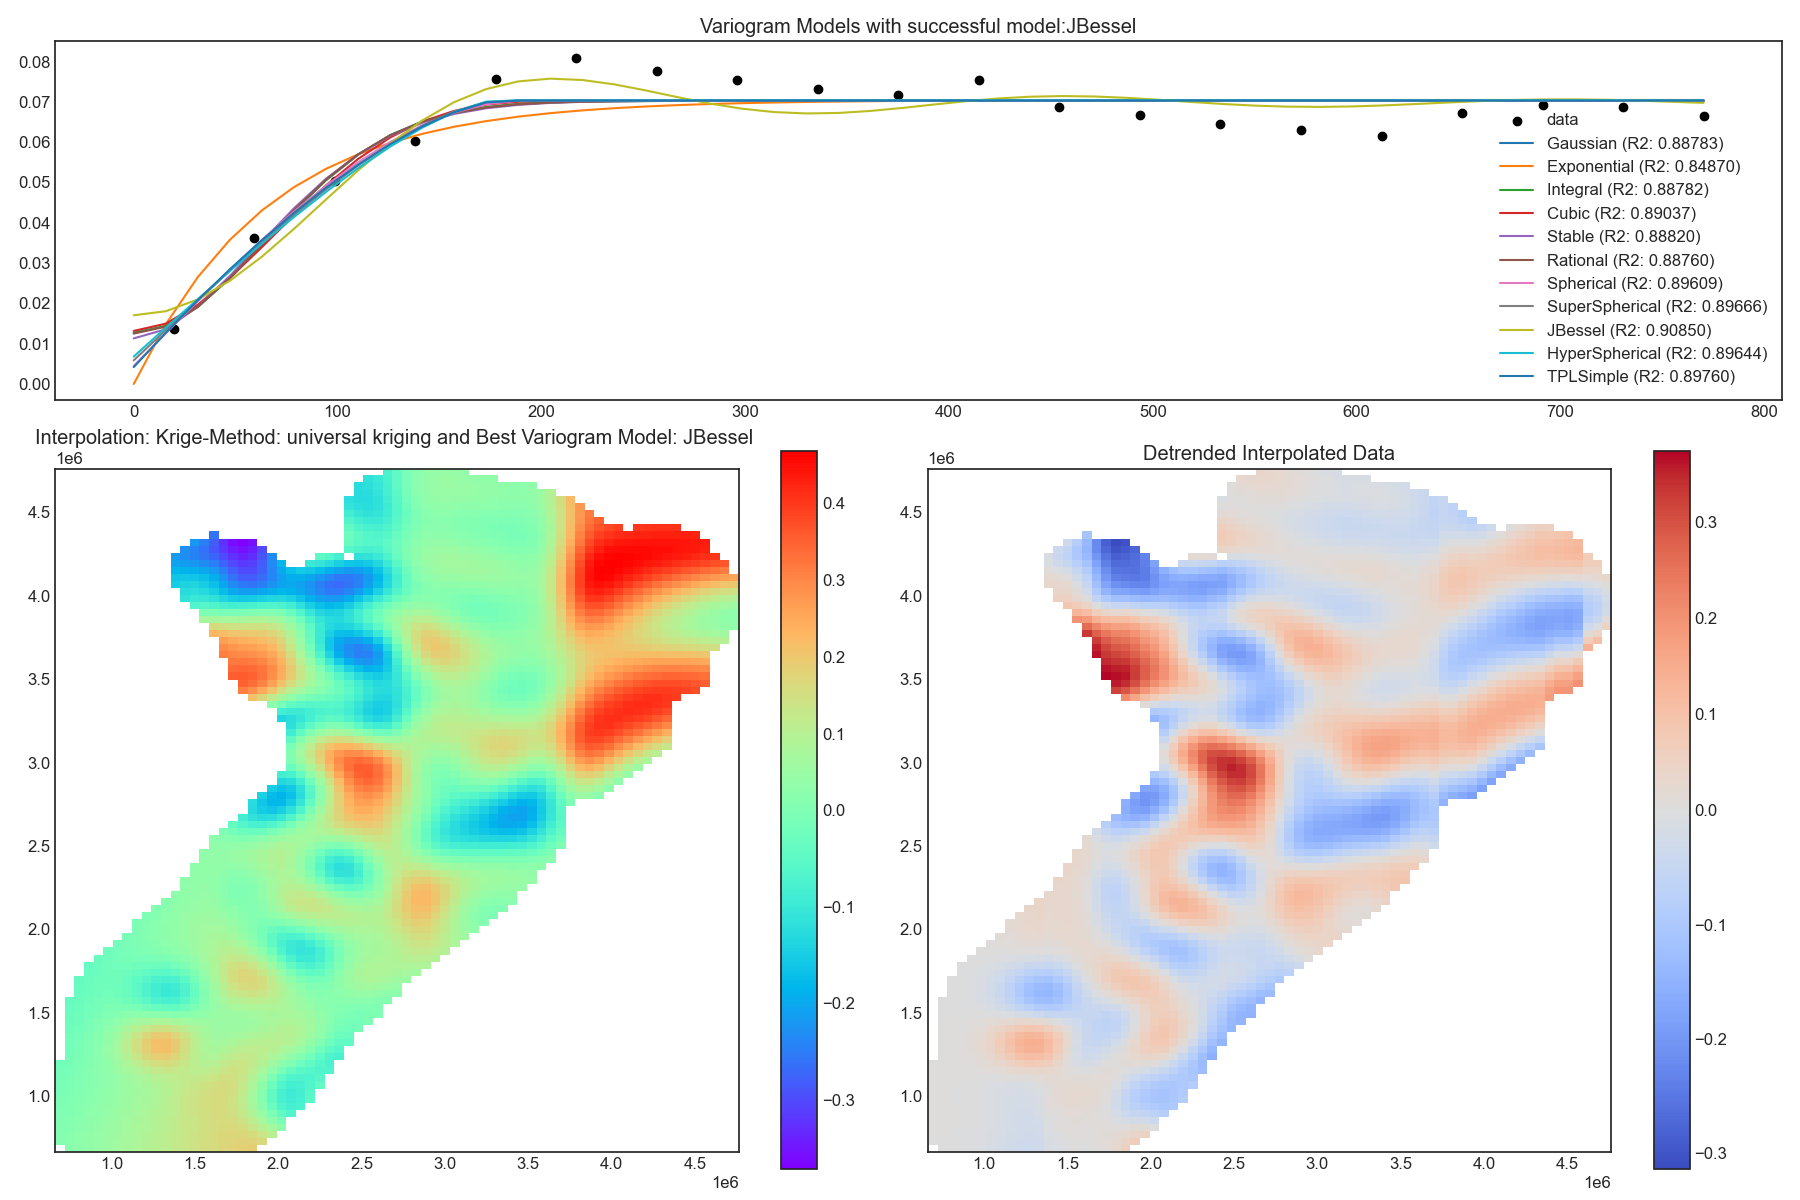 Variogram Models with successful model:JBessel
0.08
0.07
0.06
0.05
0.04
0.03
0.02
0.01
0.00
data
Gaussian (R2: 0.88783)
Exponential (R2: 0.84870)
Integral (R2: 0.88782)
Cubic (R2: 0.89037)
Stable (R2: 0.88820)
Rational (R2: 0.88760)
Spherical (R2: 0.89609)
SuperSpherical (R2: 0.89666)
JBessel (R2: 0.90850)
HyperSpherical (R2: 0.89644)
TPLSimple (R2: 0.89760)
0 100 200 300 400 500 600 700 800
Interpolation: Krige-Method: universal kriging and Best Variogram Model: JBessel
1e6
4.5
4.0
3.5
3.0
2.5
2.0
1.5
1.0
1.0 1.5 2.0 2.5 3.0 3.5 4.0 4.5
1e6
0.4
0.3
0.2
0.1
0.0
−0.1
−0.2
−0.3
Detrended Interpolated Data
1e6
4.5
4.0
3.5
3.0
2.5
2.0
1.5
1.0
1.0 1.5 2.0 2.5 3.0 3.5 4.0 4.5
1e6
0.3
0.2
0.1
0.0
−0.1
−0.2
−0.3